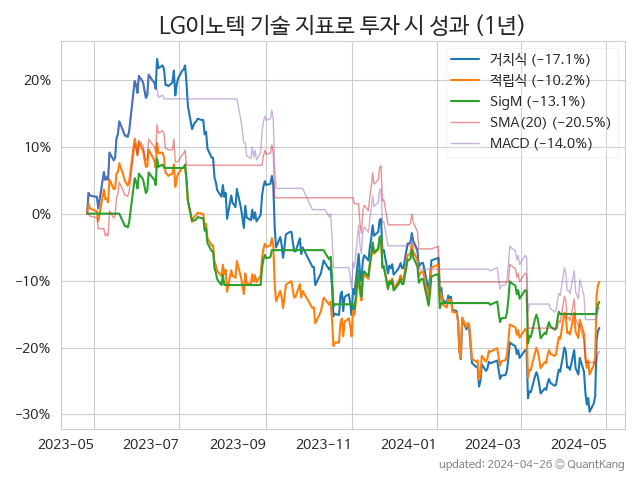 LG이노텍 기술 지표로 투자 시 성과 (1년)
거치식 (−17.1%)
적립식 (−10.2%)
SigM (−13.1%)
SMA(20) (−20.5%)
MACD (−14.0%)
20%
10%
0%
−10%
−20%
−30%
2023-05 2023-07 2023-09 2023-11 2024-01 2024-03 2024-05
updated: 2024-04-26 © QuantKang